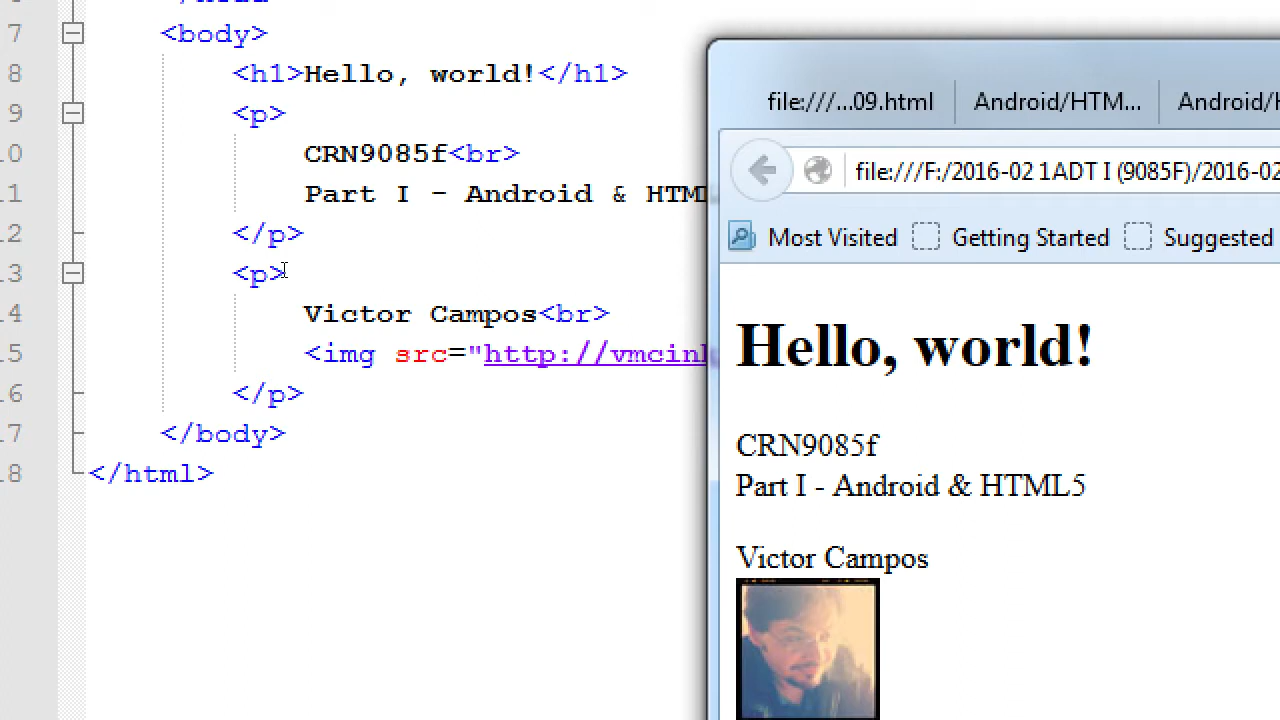 7 <body>
8 <h1>Hello, world!</h1>
9 <p>
10 CRN9085f<br>
11 Part I - Android & HTML
12 </p>
13 <p>
14 Victor Campos<br>
15 <img src="http://vmcin
16 </p>
17 </body>
18 </html>
file:///...09.html Android/HTM... Android/H
file:///F:/2016-02 1ADT I (9085F)/2016-02
Most Visited Getting Started Suggested
Hello, world!
CRN9085f
Part I - Android & HTML5
Victor Campos